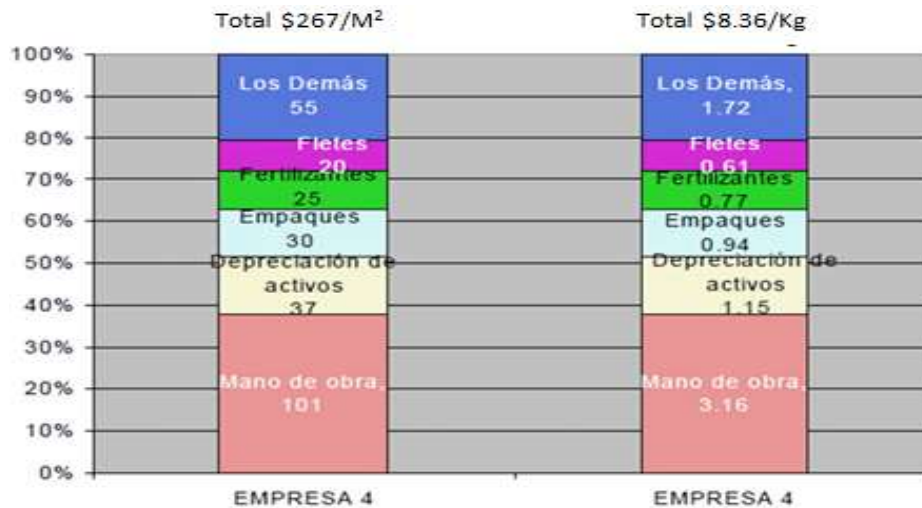 Total $267/M²
Total $8.36/Kg
100%
90%
80%
70%
60%
50%
40%
30%
20%
10%
0%
Los Demás
55
Fletes
20
Fertilizantes
25
Empaques
30
Depreciación de
activos
37
Mano de obra,
101
Los Demás,
1.72
Fletes
0.61
Fertilizantes
0.77
Empaques
0.94
Depreciación de
activos
1.15
Mano de obra,
3.16
EMPRESA 4
EMPRESA 4